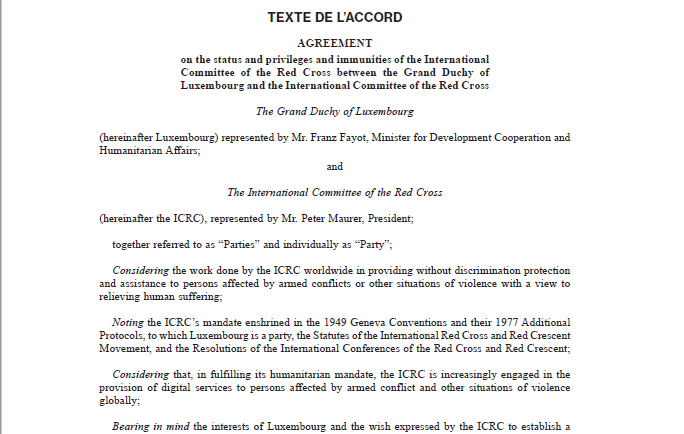 TEXTE DE L'ACCORD
AGREEMENT
on the status and privileges and immunities of the International
Committee of the Red Cross between the Grand Duchy of
Luxembourg and the International Committee of the Red Cross
The Grand Duchy of Luxembourg
(hereinafter Luxembourg) represented by Mr. Franz Fayot, Minister for Development Cooperation and
Humanitarian Affairs;
and
The International Committee of the Red Cross
(hereinafter the ICRC), represented by Mr. Peter Maurer, President;
together referred to as “Parties” and individually as “Party”;
Considering the work done by the ICRC worldwide in providing without discrimination protection
and assistance to persons affected by armed conflicts or other situations of violence with a view to
relieving human suffering;
Noting the ICRC's mandate enshrined in the 1949 Geneva Conventions and their 1977 Additional
Protocols, to which Luxembourg is a party, the Statutes of the International Red Cross and Red Crescent
Movement, and the Resolutions of the International Conferences of the Red Cross and Red Crescent;
Considering that, in fulfilling its humanitarian mandate, the ICRC is increasingly engaged in the
provision of digital services to persons affected by armed conflict and other situations of violence
globally;
Bearing in mind the interests of Luxembourg and the wish expressed by the ICRC to establish a